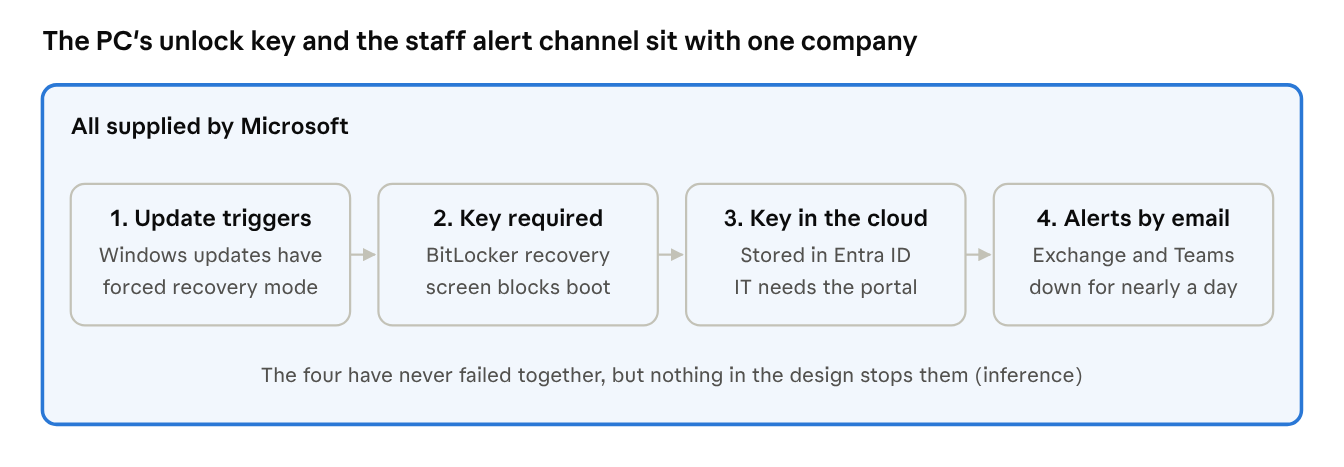 The PC's unlock key and the staff alert channel sit with one company
All supplied by Microsoft
1. Update triggers
Windows updates have
forced recovery mode
2. Key required
BitLocker recovery
screen blocks boot
3. Key in the cloud
Stored in Entra ID
IT needs the portal
4. Alerts by email
Exchange and Teams
down for nearly a day
The four have never failed together, but nothing in the design stops them (inference)